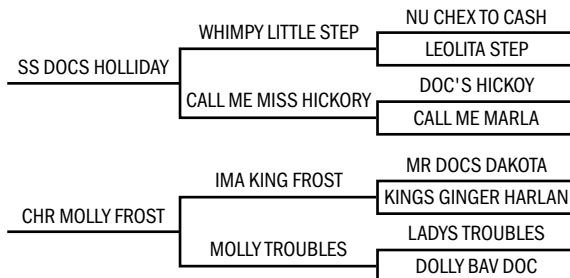 NU CHEX TO CASH
WHIMPY LITTLE STEP
LEOLITA STEP
SS DOCS HOLLIDAY
DOC'S HICKOY
CALL ME MISS HICKORY
CALL ME MARLA
MR DOCS DAKOTA
IMA KING FROST
KINGS GINGER HARLAN
CHR MOLLY FROST
LADYS TROUBLES
MOLLY TROUBLES
DOLLY BAV DOC